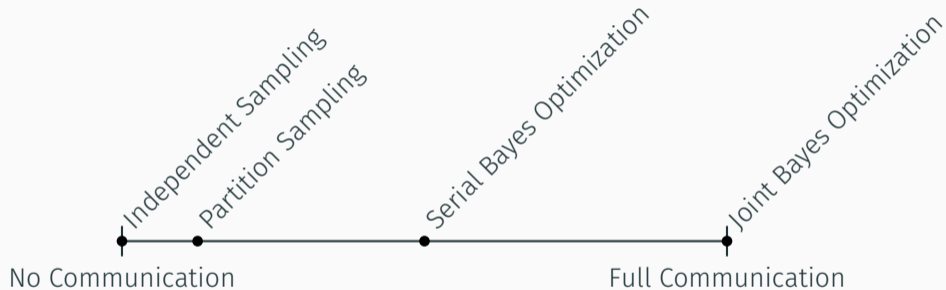 Independent Sampling
Partition Sampling
Serial Bayes Optimization
Joint Bayes Optimization
No Communication
Full Communication